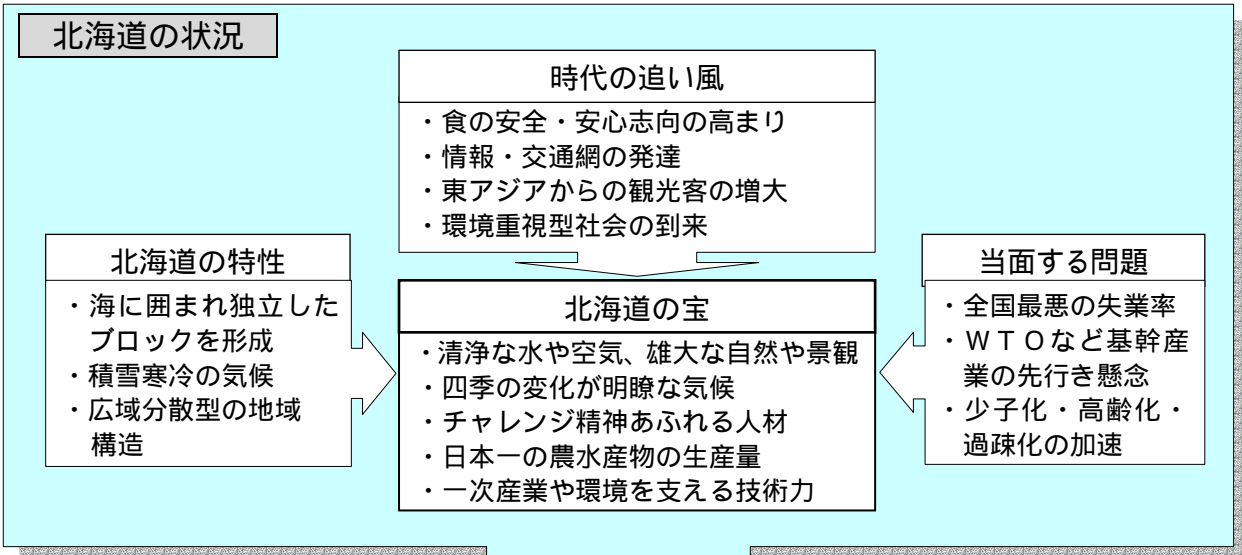 北海道の状況
時代の追い風
・食の安全・安心志向の高まり
・情報・交通網の発達
・東アジアからの観光客の増大
・環境重視型社会の到来
北海道の特性
・海に囲まれ独立した
ブロックを形成
・積雪寒冷の気候
・広域分散型の地域
構造
北海道の宝
・清浄な水や空気、雄大な自然や景観
・四季の変化が明瞭な気候
・チャレンジ精神あふれる人材
・日本一の農水産物の生産量
・一次産業や環境を支える技術力
当面する問題
・全国最悪の失業率
・ＷＴＯなど基幹産
業の先行き懸念
・少子化・高齢化・
過疎化の加速